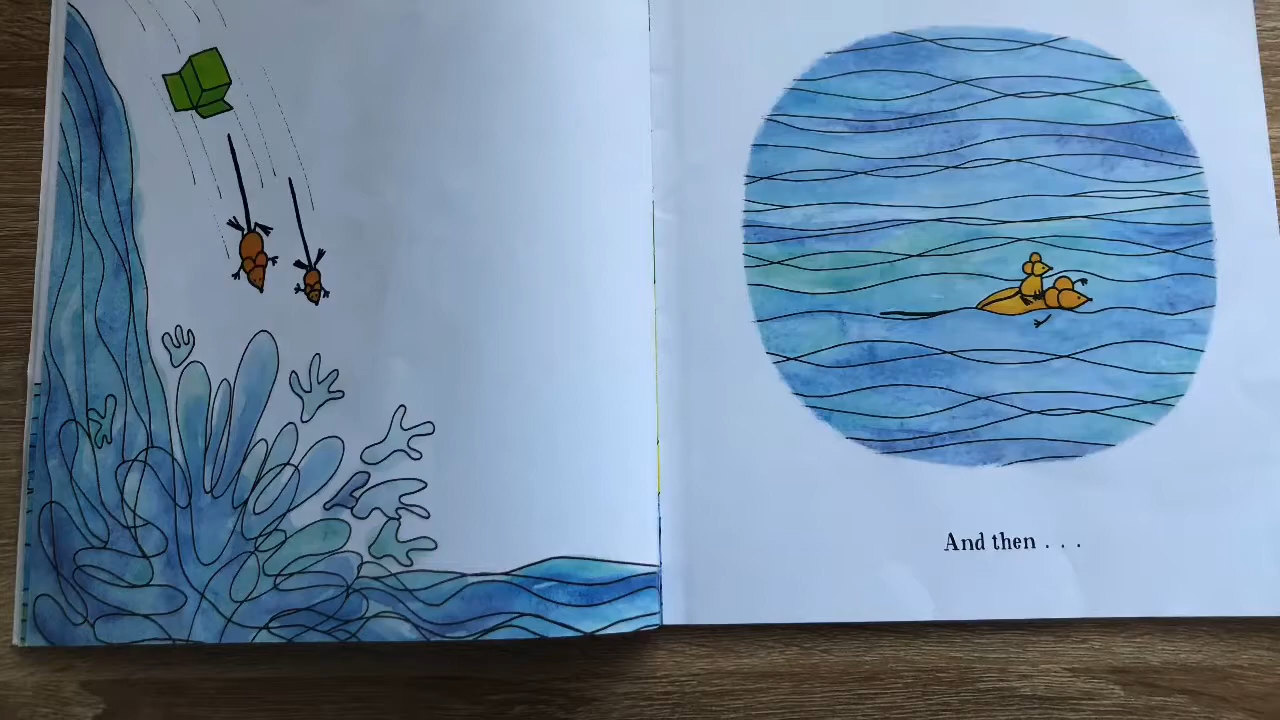 And then . . .